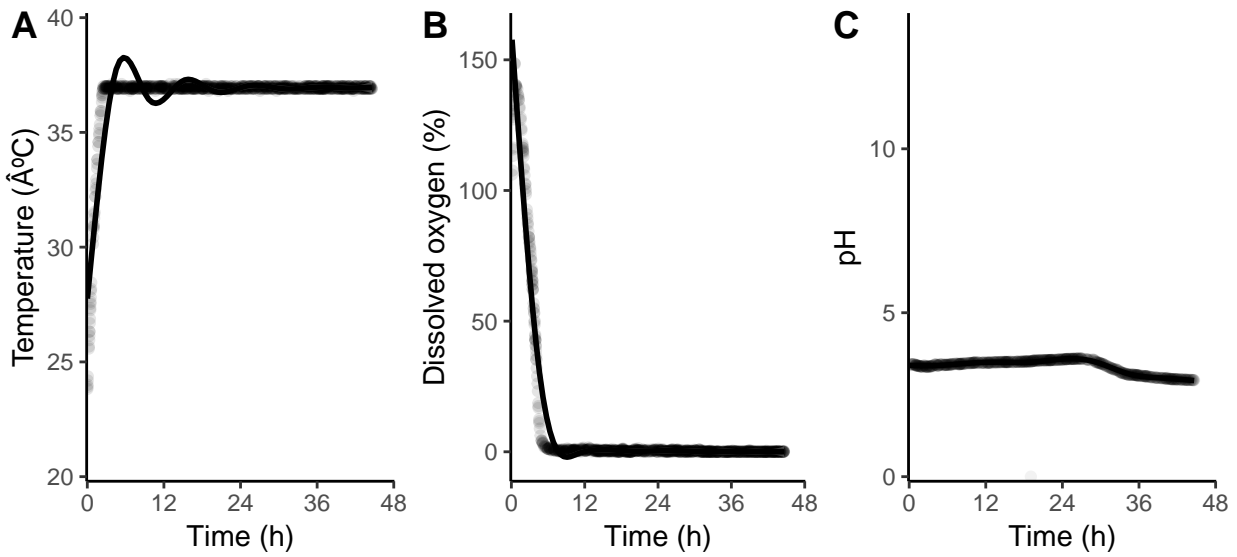 A
Temperature (ÂºC)
40
35
30
25
20
0 12 24 36 48
Time (h)
B
Dissolved oxygen (%)
150
100
50
0
0 12 24 36 48
Time (h)
C
pH
10
5
0
0 12 24 36 48
Time (h)